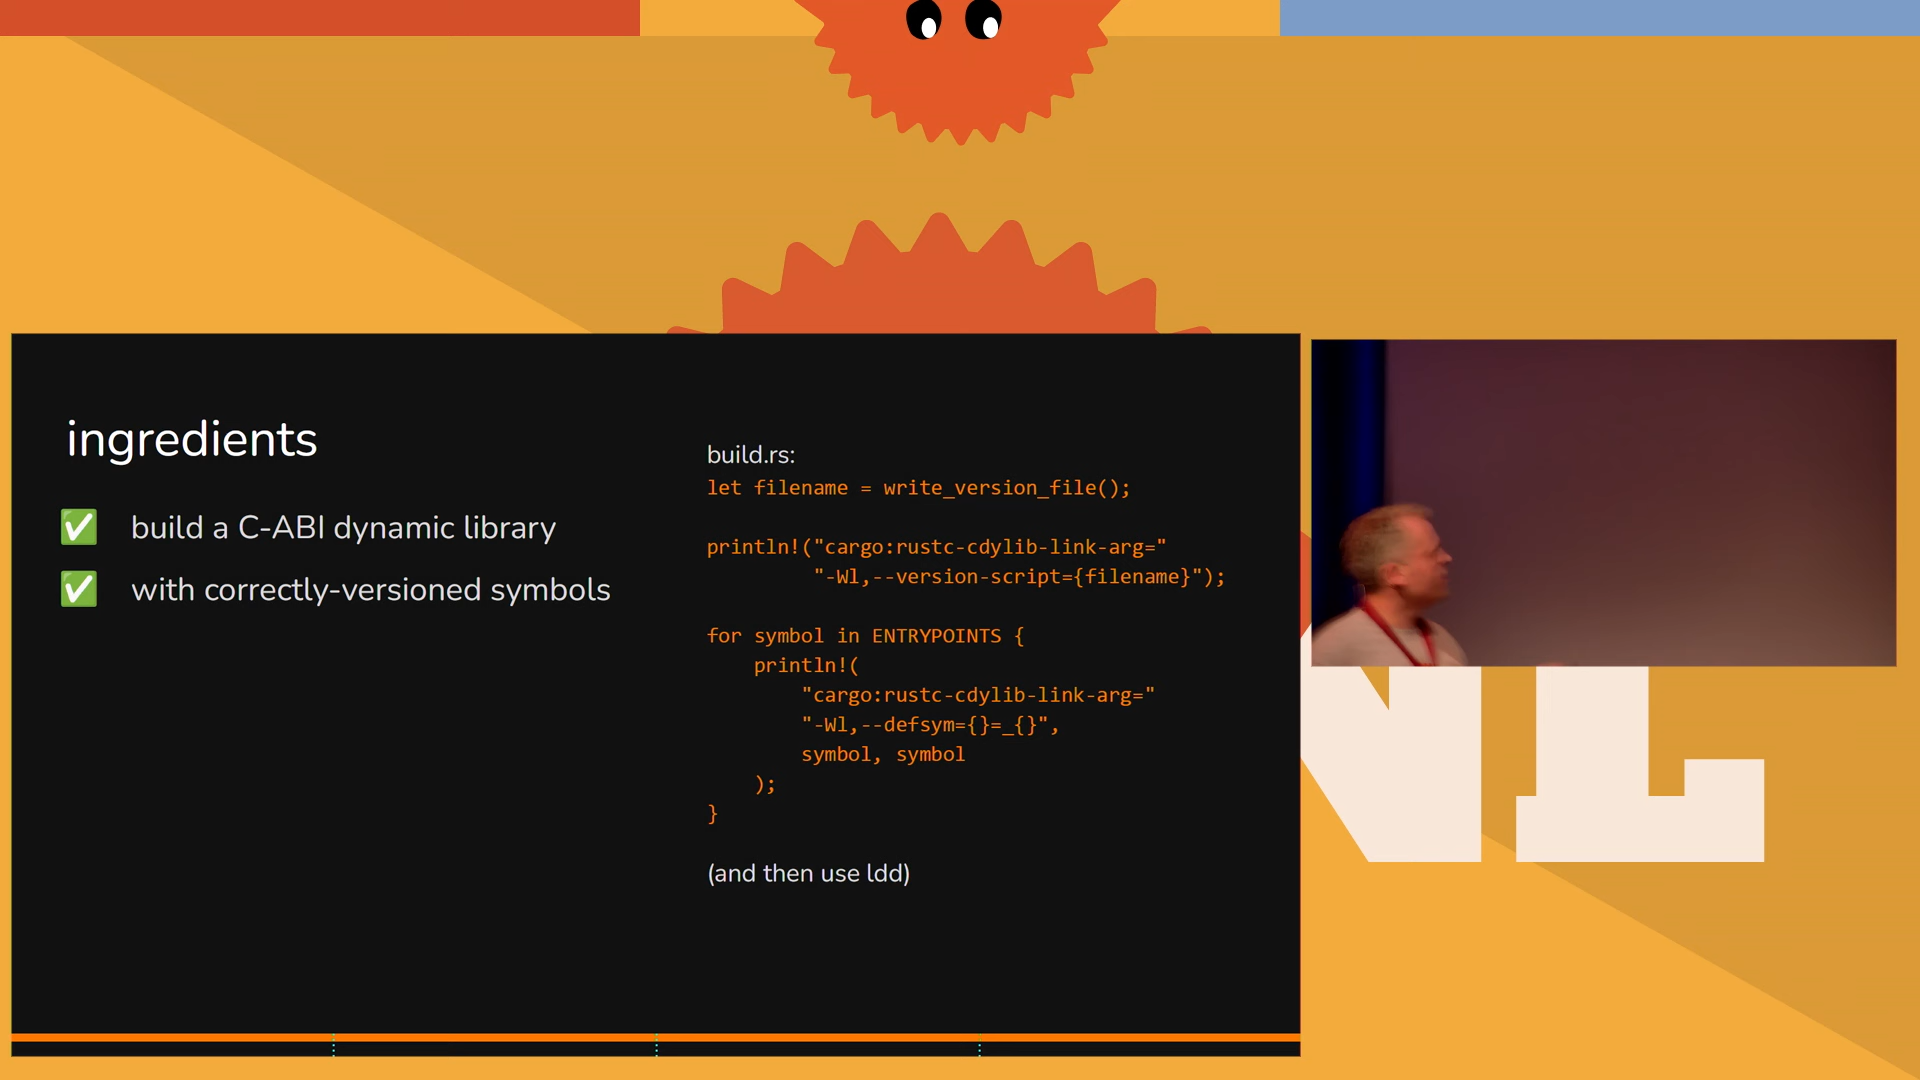 ingredients
✅ build a C-ABI dynamic library
✅ with correctly-versioned symbols
build.rs:
let filename = write_version_file();
println!("cargo:rustc-cdylib-link-arg="
"-Wl,--version-script={filename}");
for symbol in ENTRYPOINTS {
println!(
"cargo:rustc-cdylib-link-arg="
"-Wl,--defsym={}=_{}",
symbol, symbol
);
}
(and then use ldd)
NL